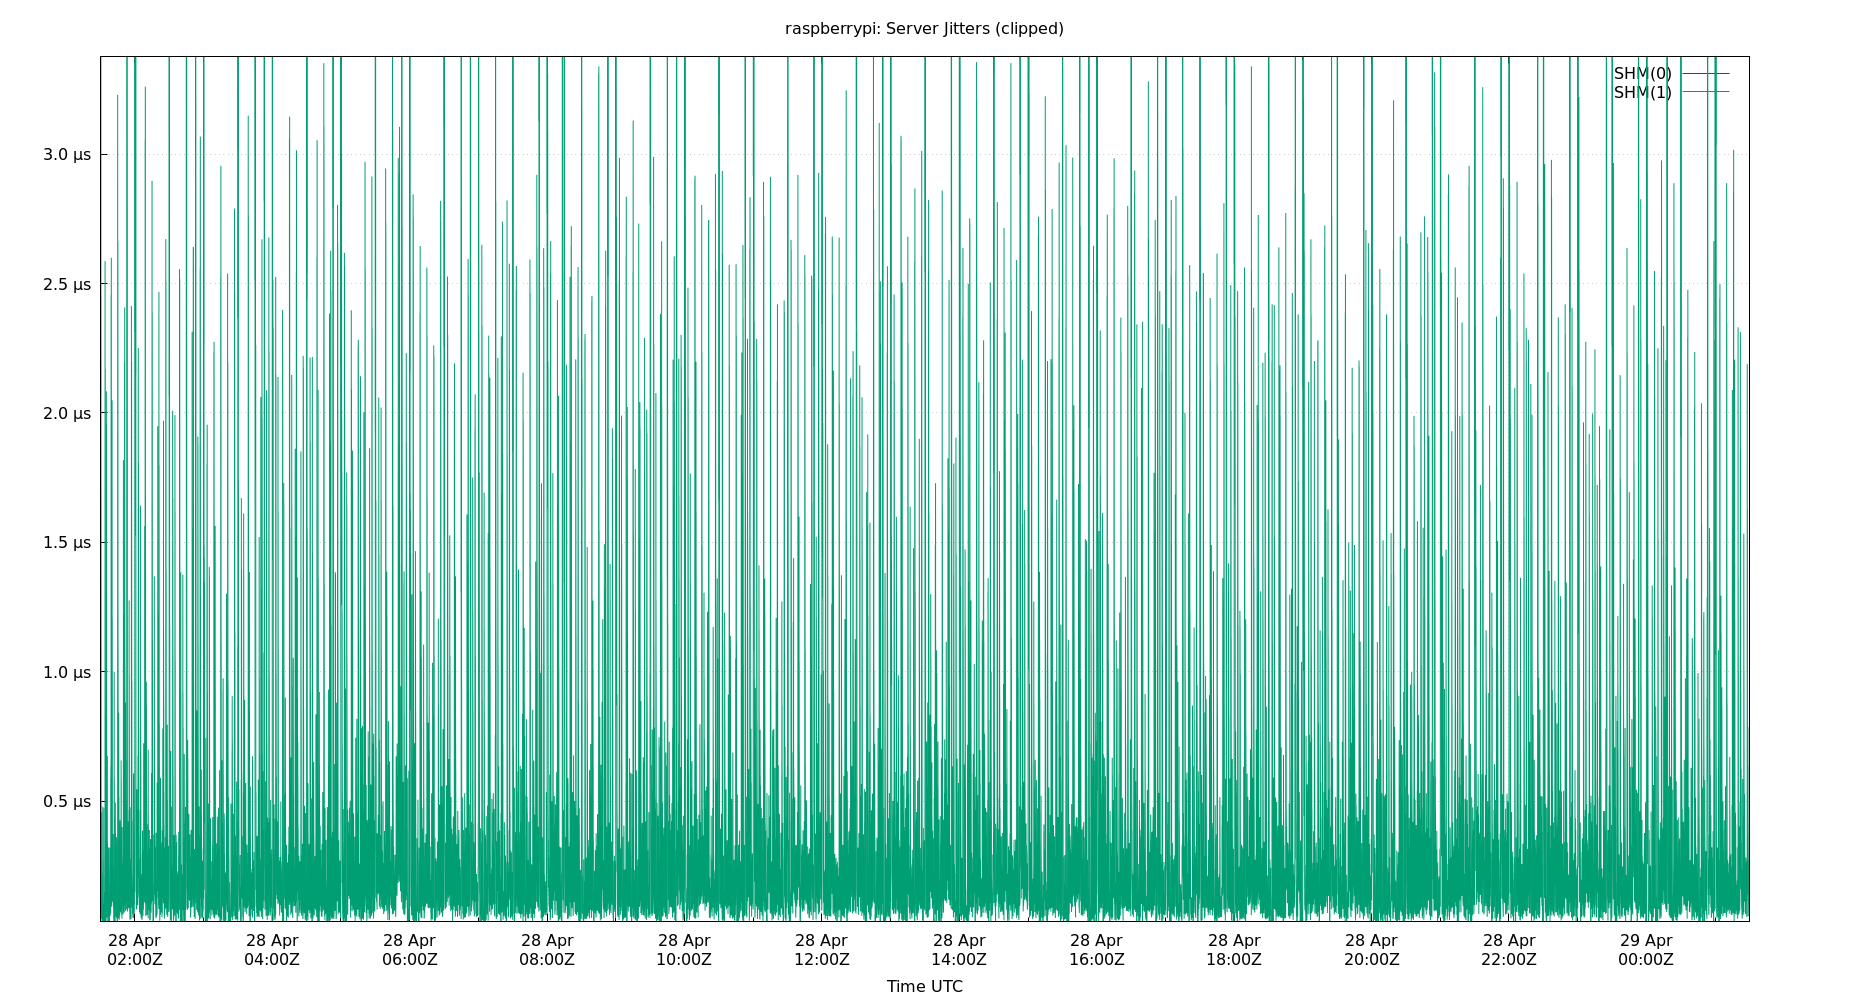 raspberrypi: Server Jitters (clipped)
SHM(0)
SHM(1)
3.0 µs
2.5 µs
2.0 µs
1.5 µs
1.0 µs
0.5 µs
28 Apr 28 Apr 28 Apr 28 Apr 28 Apr 28 Apr 28 Apr 28 Apr 28 Apr 28 Apr 28 Apr 29 Apr
02:00Z 04:00Z 06:00Z 08:00Z 10:00Z 12:00Z 14:00Z 16:00Z 18:00Z 20:00Z 22:00Z 00:00Z
Time UTC